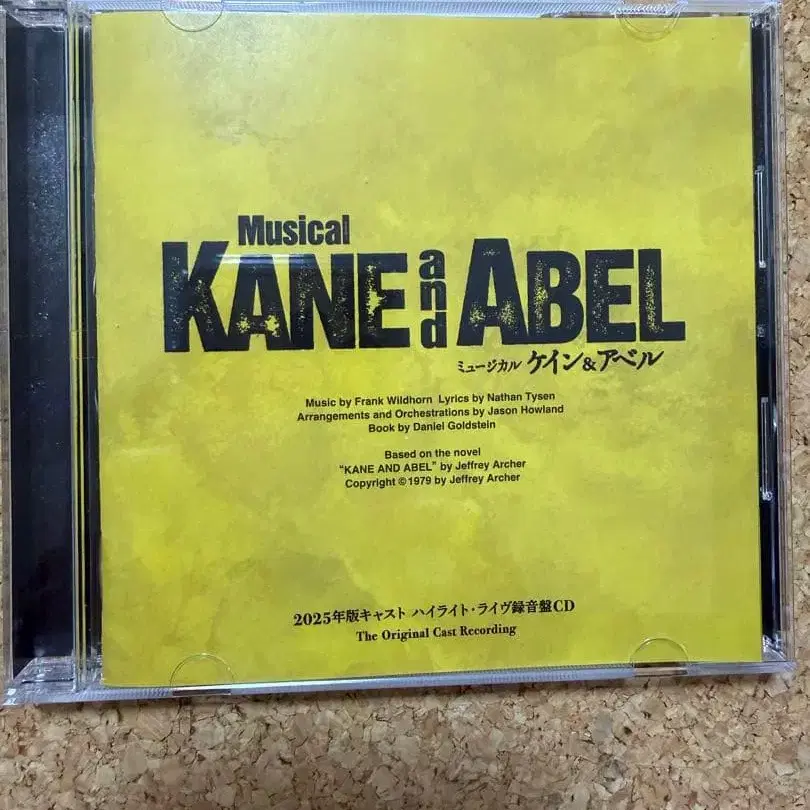 Musical
KANE and ABEL
ミュージカル ケイン&アベル
Music by Frank Wildhorn Lyrics by Nathan Tysen
Arrangements and Orchestrations by Jason Howland
Book by Daniel Goldstein
Based on the novel
"KANE AND ABEL" by Jeffrey Archer
Copyright ©1979 by Jeffrey Archer
2025年版キャスト ハイライト・ライヴ録音盤CD
The Original Cast Recording